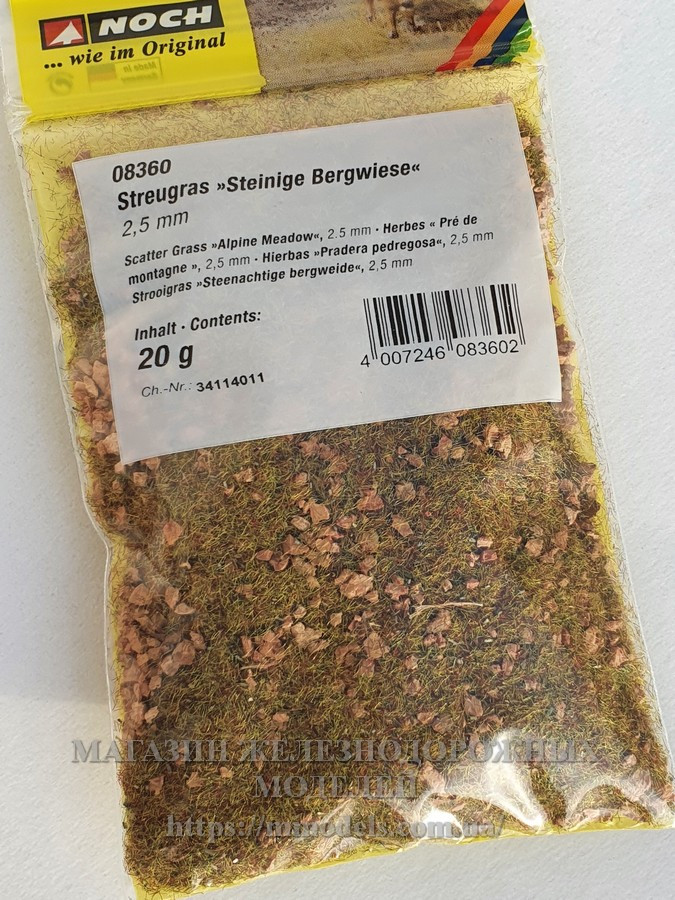 NOCH
... wie im Original
08360
Streugras »Steinige Bergwiese«
2,5 mm
Scatter Grass »Alpine Meadow«, 2.5 mm · Herbes « Pré de
montagne », 2,5 mm · Hierbas »Pradera pedregosa«, 2,5 mm
Strooigras »Steenachtige bergweide«, 2,5 mm
Inhalt · Contents:
20 g
Ch.-Nr.: 34114011
4 007246 083602
МАГАЗИН ЖЕЛЕЗНОДОРОЖНЫХ
МОДЕЛЕЙ
https://mmodels.com.ua/